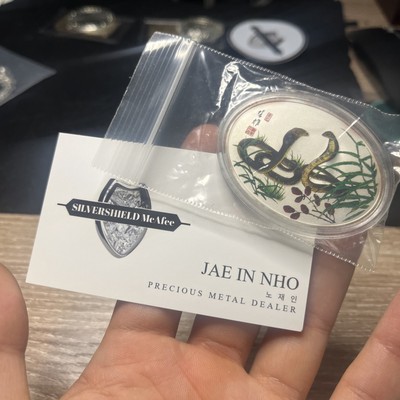 SILVERSHIELD McAfee
JAE IN NHO
노 재 인
PRECIOUS METAL DEALER